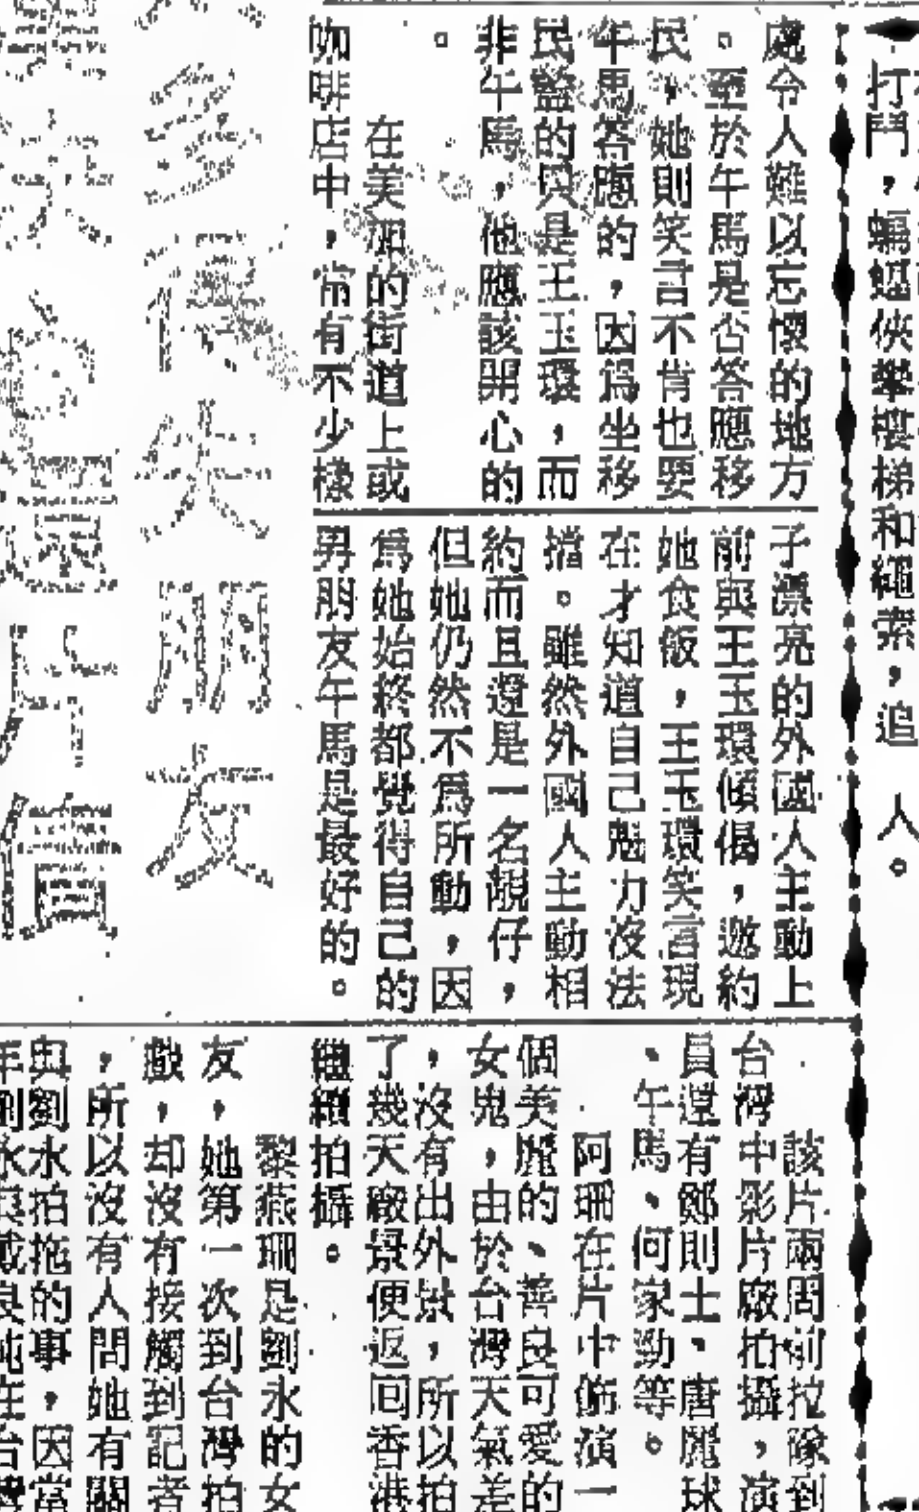 打鬥，蝙蝠俠攀樓梯和繩索，追
人。
處令人難以忘懷的地方
。至於午馬是否答應移
民，她則笑言不肯也要
午馬答應的，因爲坐移
民監的只是王玉環，而
非午馬，他應該開心的
。
在美加的街道上或
咖啡店中，常有不少樣
子漂亮的外國人主動上
前與王玉環傾偈，邀約
她食飯，王玉環笑言現
在才知道自己魁力沒法
擋。雖然外國人主動相
約而且還是一名靚仔，
但她仍然不爲所動，因
爲她始終都覺得自己的
男朋友午馬是最好的。
多
失朋友
片
該片兩周前拉隊到
台灣中影片廠拍攝，演
員還有鄭則士、唐麗球
、午馬、何家勁等。
阿珊在片中飾演一
個美麗的、善良可愛的
女鬼，由於台灣天氣差
，沒有出外景，所以拍
了幾天廠景便返回香港
繼續拍攝。
黎燕珊是劉永的女
友，她第一次到台灣拍
戲，却沒有接觸到記者
，所以沒有人問她有關
與劉永拍拖的事，因當
年劉永